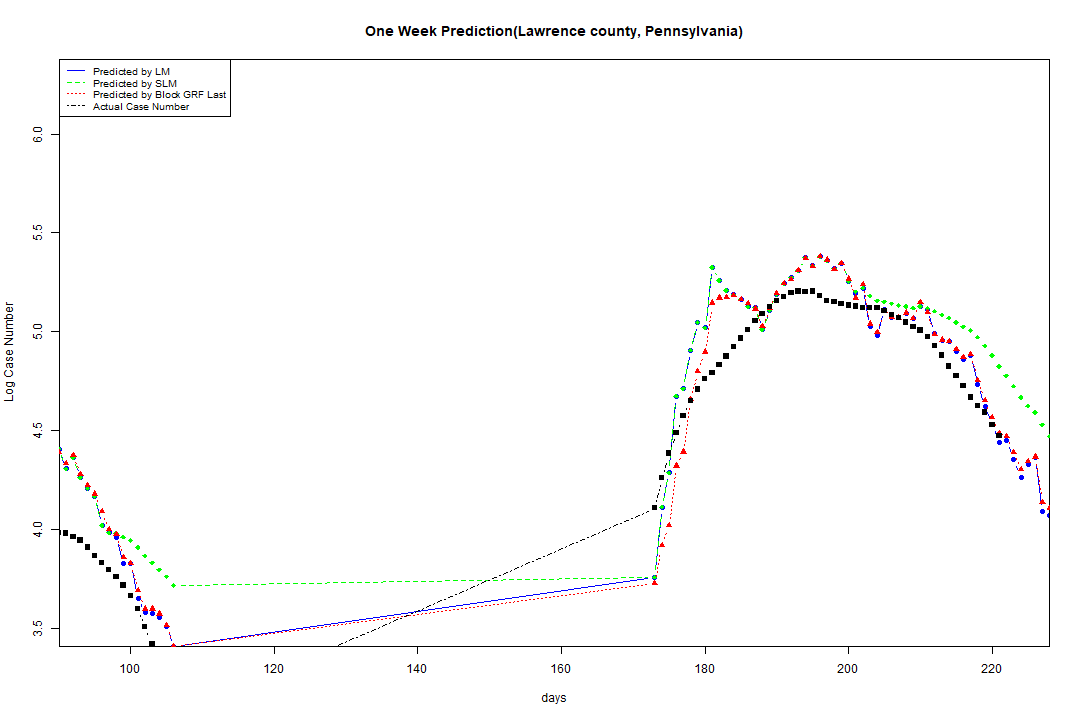 One Week Prediction(Lawrence county, Pennsylvania)
Predicted by LM
Predicted by SLM
Predicted by Block GRF Last
Actual Case Number
Log Case Number
6.0
5.5
5.0
4.5
4.0
3.5
100 120 140 160 180 200 220
days